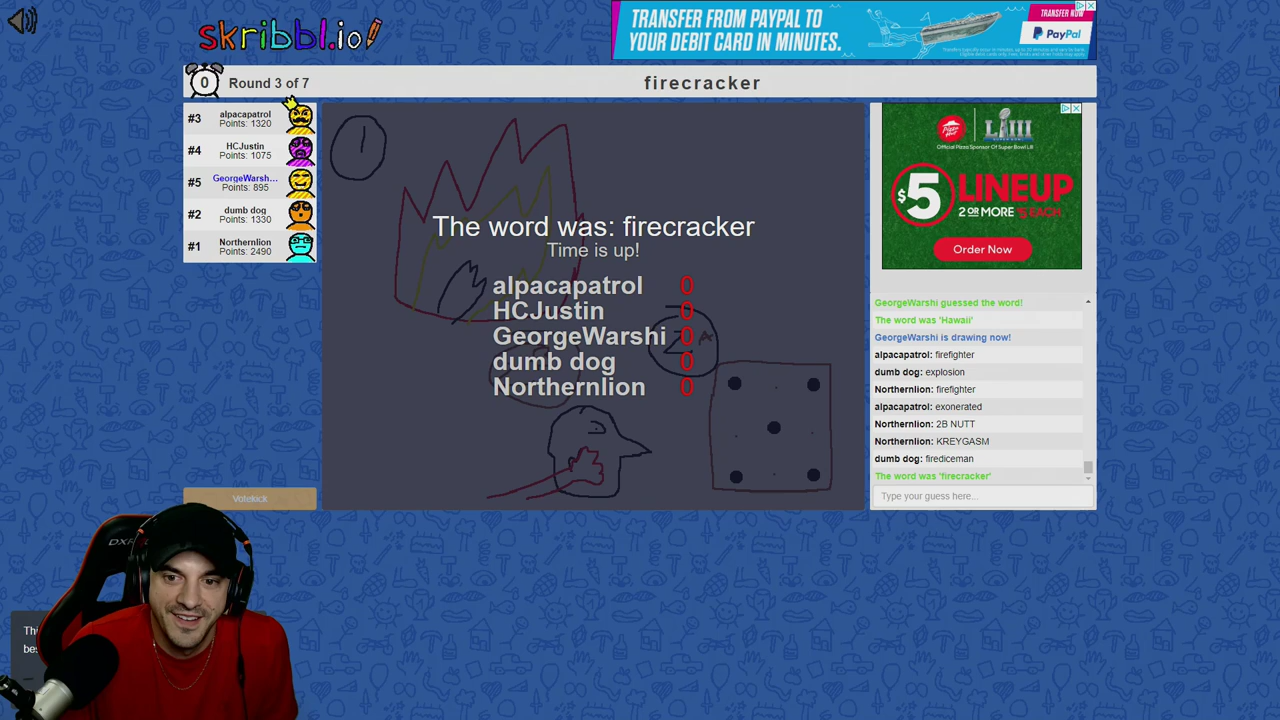 skribbl.io
TRANSFER FROM PAYPAL TO
YOUR DEBIT CARD IN MINUTES.
TRANSFER NOW
PayPal
0
Round 3 of 7
firecracker
#3
alpacapatrol
Points: 1320
#4
HCJustin
Points: 1075
#5
GeorgeWarsh...
Points: 895
#2
dumb dog
Points: 1330
#1
Northernlion
Points: 2490
Votekick
1
2
The word was: firecracker
Time is up!
alpacapatrol 0
HCJustin 0
GeorgeWarshi 0
dumb dog 0
Northernlion 0
Pizza Hut
LIII
Official Pizza Sponsor Of Super Bowl LIII
$5 LINEUP
2 OR MORE $5 EACH
Order Now
GeorgeWarshi guessed the word!
The word was 'Hawaii'
GeorgeWarshi is drawing now!
alpacapatrol: firefighter
dumb dog: explosion
Northernlion: firefighter
alpacapatrol: exonerated
Northernlion: 2B NUTT
Northernlion: KREYGASM
dumb dog: firediceman
The word was 'firecracker'
Type your guess here...